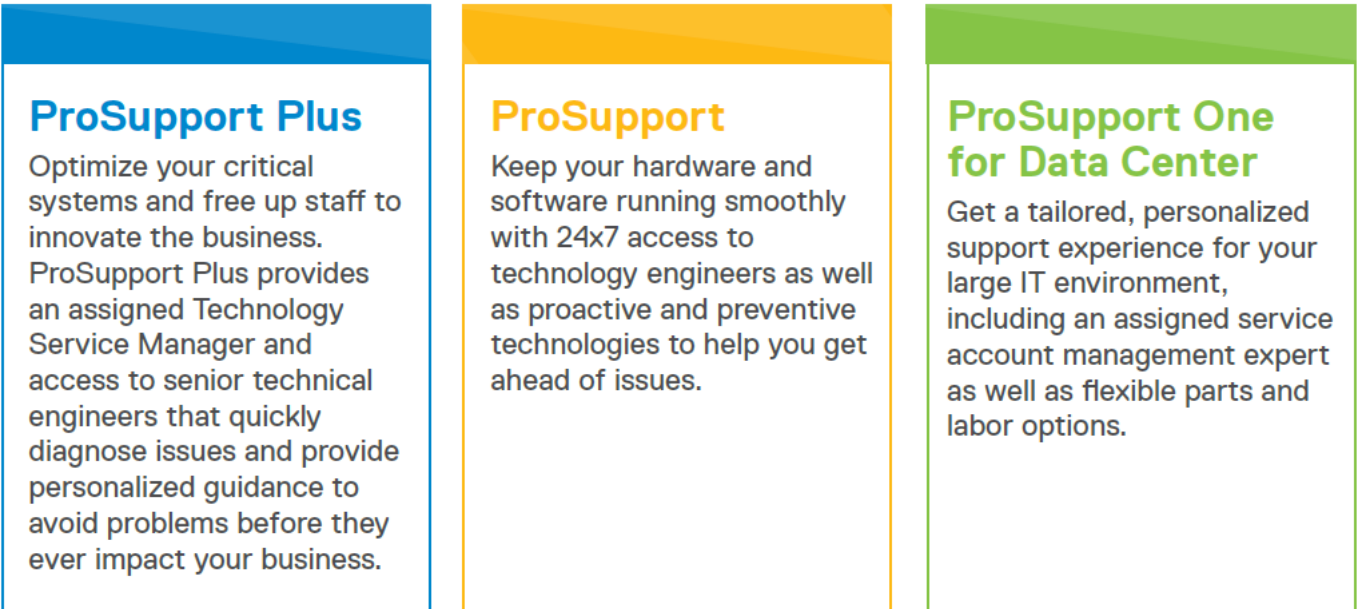 ProSupport Plus
Optimize your critical
systems and free up staff to
innovate the business.
ProSupport Plus provides
an assigned Technology
Service Manager and
access to senior technical
engineers that quickly
diagnose issues and provide
personalized guidance to
avoid problems before they
ever impact your business.
ProSupport
Keep your hardware and
software running smoothly
with 24x7 access to
technology engineers as well
as proactive and preventive
technologies to help you get
ahead of issues.
ProSupport One
for Data Center
Get a tailored, personalized
support experience for your
large IT environment,
including an assigned service
account management expert
as well as flexible parts and
labor options.